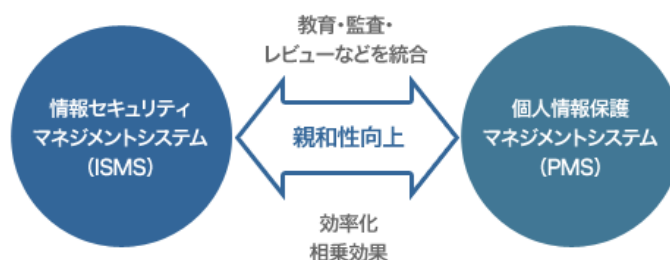 教育・監査・
レビューなどを統合
情報セキュリティ
マネジメントシステム
(ISMS)
親和性向上
個人情報保護
マネジメントシステム
(PMS)
効率化
相乗効果